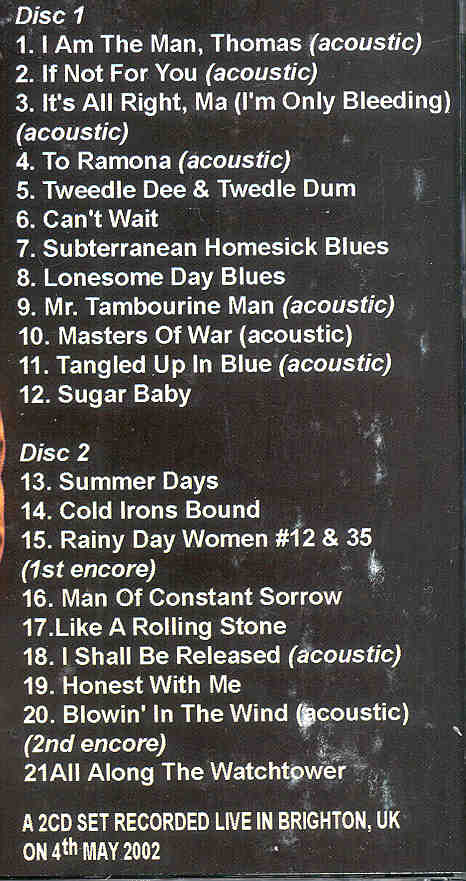 Disc 1
1. I Am The Man, Thomas (acoustic)
2. If Not For You (acoustic)
3. It's All Right, Ma (I'm Only Bleeding)
(acoustic)
4. To Ramona (acoustic)
5. Tweedle Dee & Twedle Dum
6. Can't Wait
7. Subterranean Homesick Blues
8. Lonesome Day Blues
9. Mr. Tambourine Man (acoustic)
10. Masters Of War (acoustic)
11. Tangled Up In Blue (acoustic)
12. Sugar Baby
Disc 2
13. Summer Days
14. Cold Irons Bound
15. Rainy Day Women #12 & 35
(1st encore)
16. Man Of Constant Sorrow
17.Like A Rolling Stone
18. I Shall Be Released (acoustic)
19. Honest With Me
20. Blowin' In The Wind (acoustic)
(2nd encore)
21All Along The Watchtower
A 2CD SET RECORDED LIVE IN BRIGHTON, UK
ON 4th MAY 2002